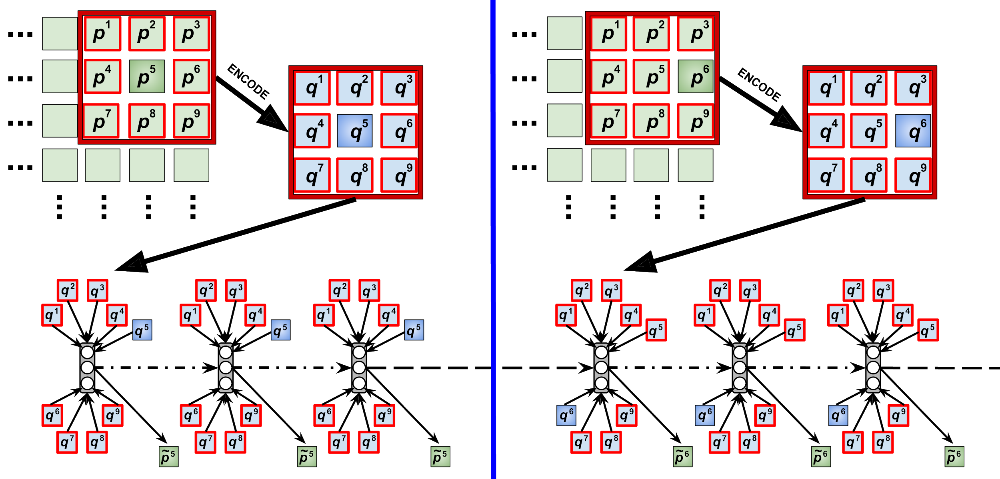 p1 p2 p3
p4 p5 p6
p7 p8 p9
ENCODE
q1 q2 q3
q4 q5 q6
q7 q8 q9
q2 q3 q2 q3 q2 q3
q1 q4 q1 q4 q1 q4
q5 q5 q5
q6 q9 q6 q9 q6 q9
q7 q8 q7 q8 q7 q8
p̃5 p̃5 p̃5
p1 p2 p3
p4 p5 p6
p7 p8 p9
ENCODE
q1 q2 q3
q4 q5 q6
q7 q8 q9
q2 q3 q2 q3 q2 q3
q1 q4 q1 q4 q1 q4
q5 q5 q5
q6 q9 q6 q9 q6 q9
q7 q8 q7 q8 q7 q8
p̃6 p̃6 p̃6